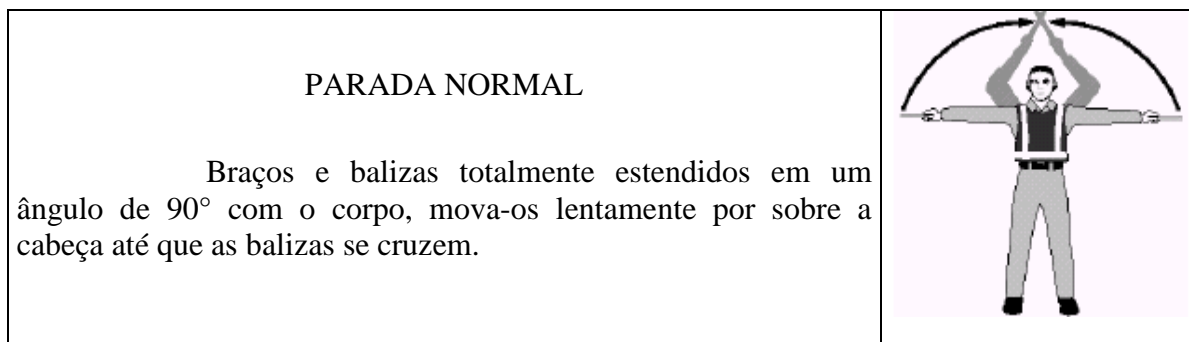 PARADA NORMAL
Braços e balizas totalmente estendidos em um
ângulo de 90° com o corpo, mova-os lentamente por sobre a
cabeça até que as balizas se cruzem.